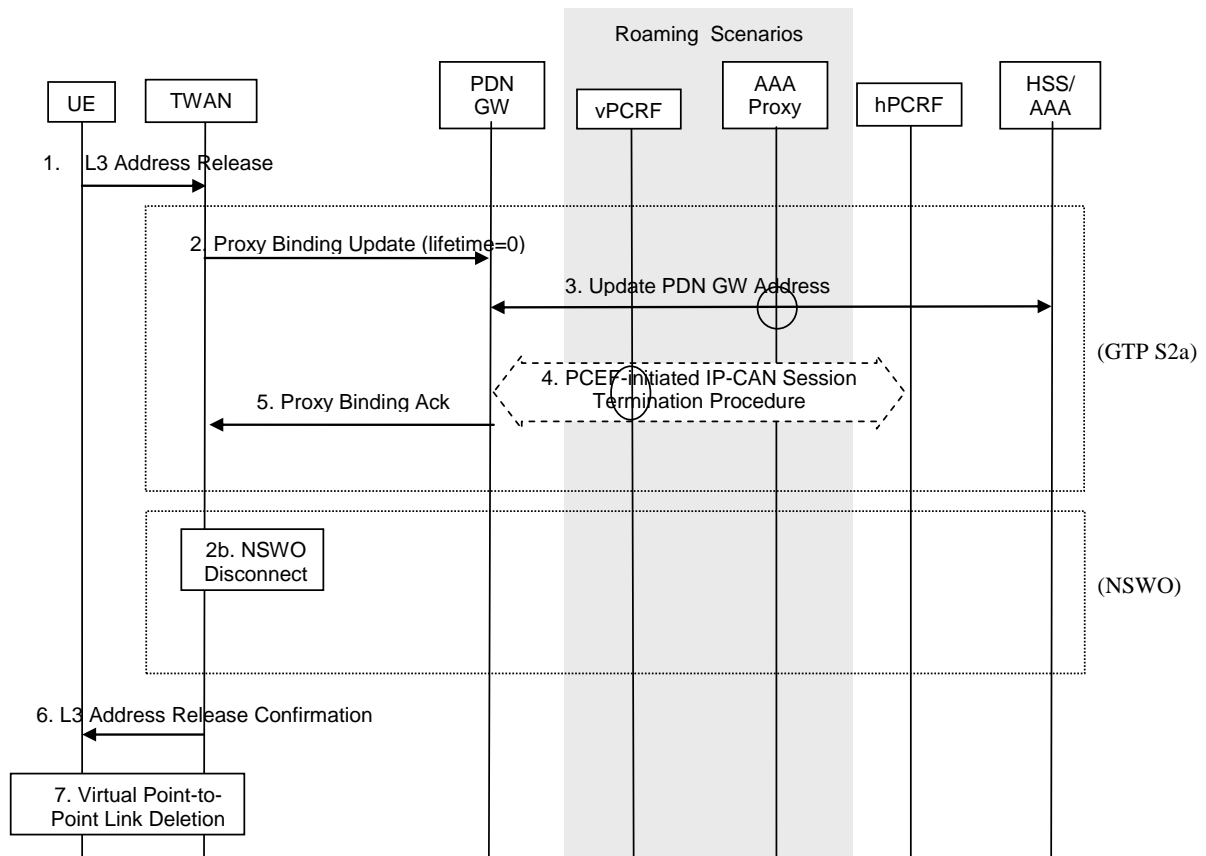 Roaming Scenarios
UE
TWAN
PDN
GW
vPCRF
AAA
Proxy
hPCRF
HSS/
AAA
1. L3 Address Release
2. Proxy Binding Update (lifetime=0)
3. Update PDN GW Address
(GTP S2a)
4. PCEF-initiated IP-CAN Session
Termination Procedure
5. Proxy Binding Ack
2b. NSWO
Disconnect
(NSWO)
6. L3 Address Release Confirmation
7. Virtual Point-to-
Point Link Deletion